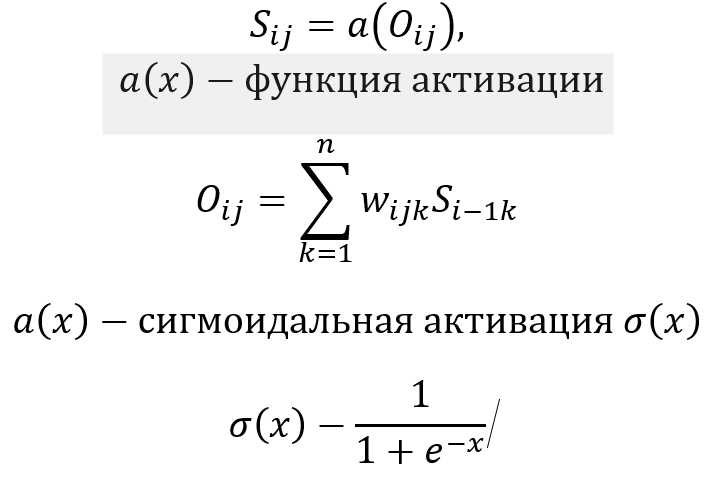 S_{ij} = a(O_{ij}),
a(x) − функция активации
O_{ij} = \sum_{k=1}^{n} w_{ijk} S_{i−1k}
a(x) − сигмоидальная активация σ(x)
σ(x) − \frac{1}{1 + e^{−x}}/